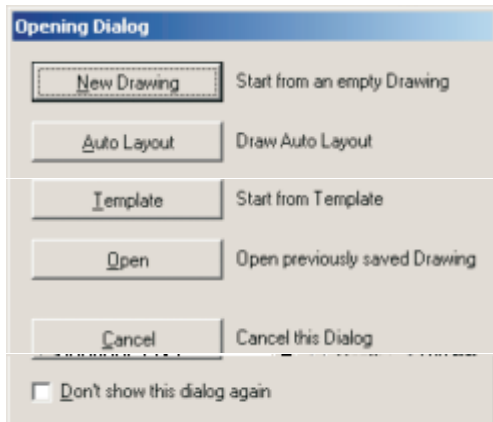 Opening Dialog
New Drawing Start from an empty Drawing
Auto Layout Draw Auto Layout
Template Start from Template
Open Open previously saved Drawing
Cancel Cancel this Dialog
Don't show this dialog again